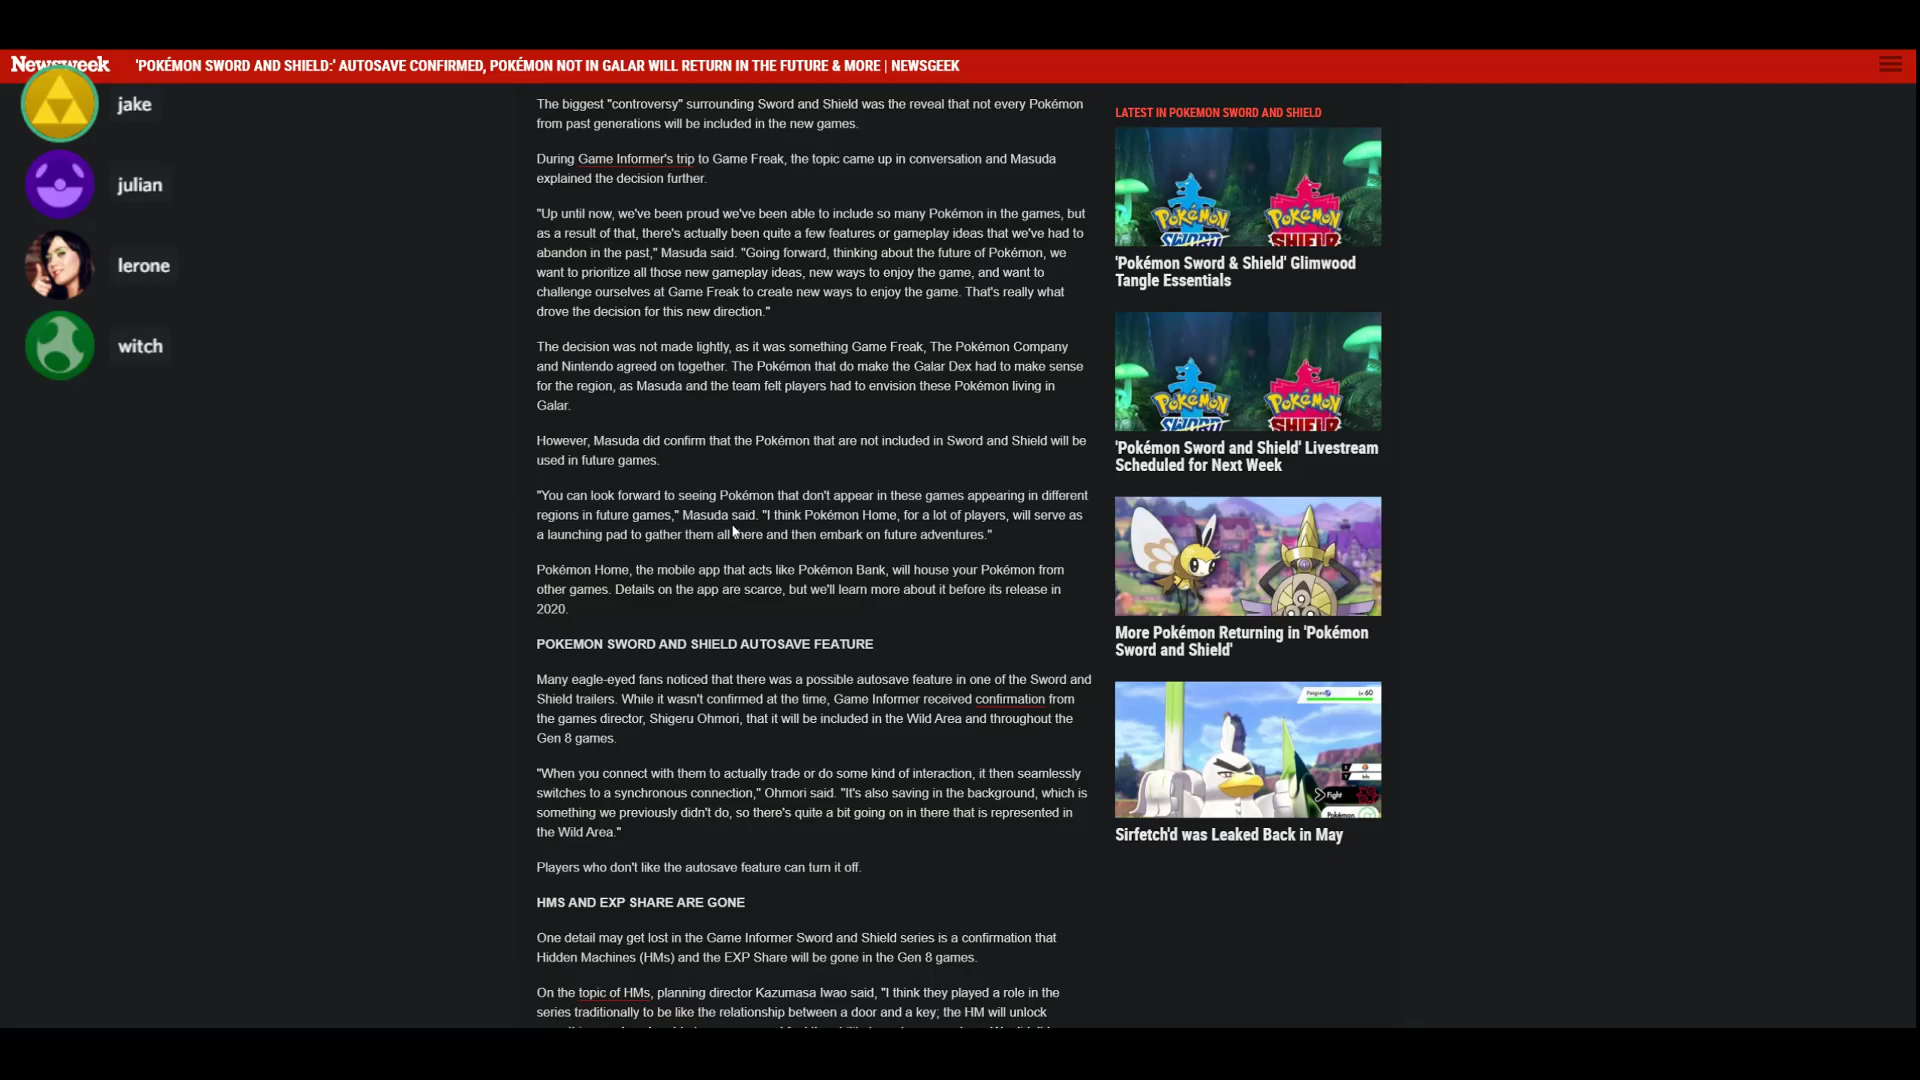 Newsweek
'POKÉMON SWORD AND SHIELD:' AUTOSAVE CONFIRMED, POKÉMON NOT IN GALAR WILL RETURN IN THE FUTURE & MORE | NEWSGEEK
jake
julian
lerone
witch
The biggest "controversy" surrounding Sword and Shield was the reveal that not every Pokémon
from past generations will be included in the new games.
During Game Informer's trip to Game Freak, the topic came up in conversation and Masuda
explained the decision further.
"Up until now, we've been proud we've been able to include so many Pokémon in the games, but
as a result of that, there's actually been quite a few features or gameplay ideas that we've had to
abandon in the past," Masuda said. "Going forward, thinking about the future of Pokémon, we
want to prioritize all those new gameplay ideas, new ways to enjoy the game, and want to
challenge ourselves at Game Freak to create new ways to enjoy the game. That's really what
drove the decision for this new direction."
The decision was not made lightly, as it was something Game Freak, The Pokémon Company
and Nintendo agreed on together. The Pokémon that do make the Galar Dex had to make sense
for the region, as Masuda and the team felt players had to envision these Pokémon living in
Galar.
However, Masuda did confirm that the Pokémon that are not included in Sword and Shield will be
used in future games.
"You can look forward to seeing Pokémon that don't appear in these games appearing in different
regions in future games," Masuda said. "I think Pokémon Home, for a lot of players, will serve as
a launching pad to gather them all there and then embark on future adventures."
Pokémon Home, the mobile app that acts like Pokémon Bank, will house your Pokémon from
other games. Details on the app are scarce, but we'll learn more about it before its release in
2020.
POKEMON SWORD AND SHIELD AUTOSAVE FEATURE
Many eagle-eyed fans noticed that there was a possible autosave feature in one of the Sword and
Shield trailers. While it wasn't confirmed at the time, Game Informer received confirmation from
the games director, Shigeru Ohmori, that it will be included in the Wild Area and throughout the
Gen 8 games.
"When you connect with them to actually trade or do some kind of interaction, it then seamlessly
switches to a synchronous connection," Ohmori said. "It's also saving in the background, which is
something we previously didn't do, so there's quite a bit going on in there that is represented in
the Wild Area."
Players who don't like the autosave feature can turn it off.
HMS AND EXP SHARE ARE GONE
One detail may get lost in the Game Informer Sword and Shield series is a confirmation that
Hidden Machines (HMs) and the EXP Share will be gone in the Gen 8 games.
On the topic of HMs, planning director Kazumasa Iwao said, "I think they played a role in the
series traditionally to be like the relationship between a door and a key; the HM will unlock
LATEST IN POKEMON SWORD AND SHIELD
POKÉMON SWORD
POKÉMON SHIELD
'Pokémon Sword & Shield' Glimwood
Tangle Essentials
POKÉMON SWORD
POKÉMON SHIELD
'Pokémon Sword and Shield' Livestream
Scheduled for Next Week
More Pokémon Returning in 'Pokémon
Sword and Shield'
Lv. 60
Fight
Pokémon
Sirfetch'd was Leaked Back in May